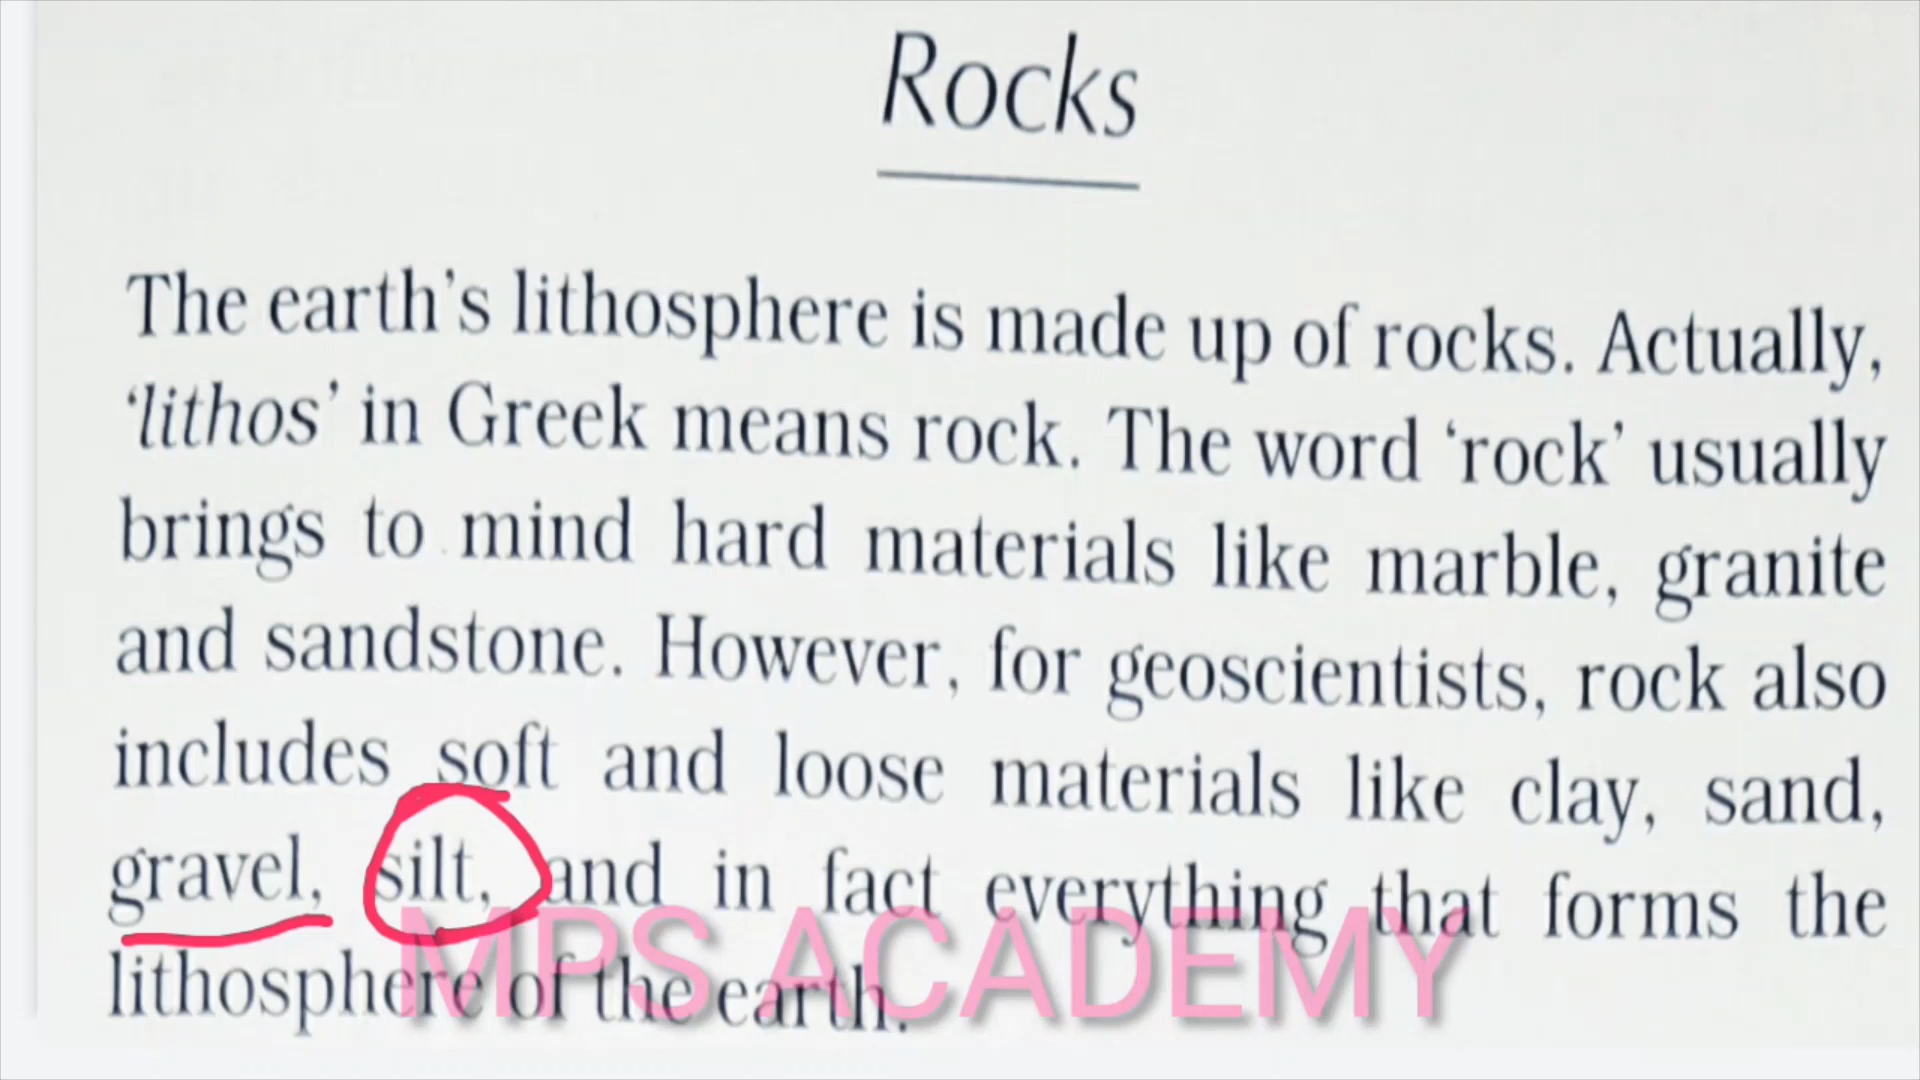 Rocks
The earth’s lithosphere is made up of rocks. Actually,
‘lithos’ in Greek means rock. The word ‘rock’ usually
brings to mind hard materials like marble, granite
and sandstone. However, for geoscientists, rock also
includes soft and loose materials like clay, sand,
gravel, silt, and in fact everything that forms the
lithosphere of the earth.
MPS ACADEMY